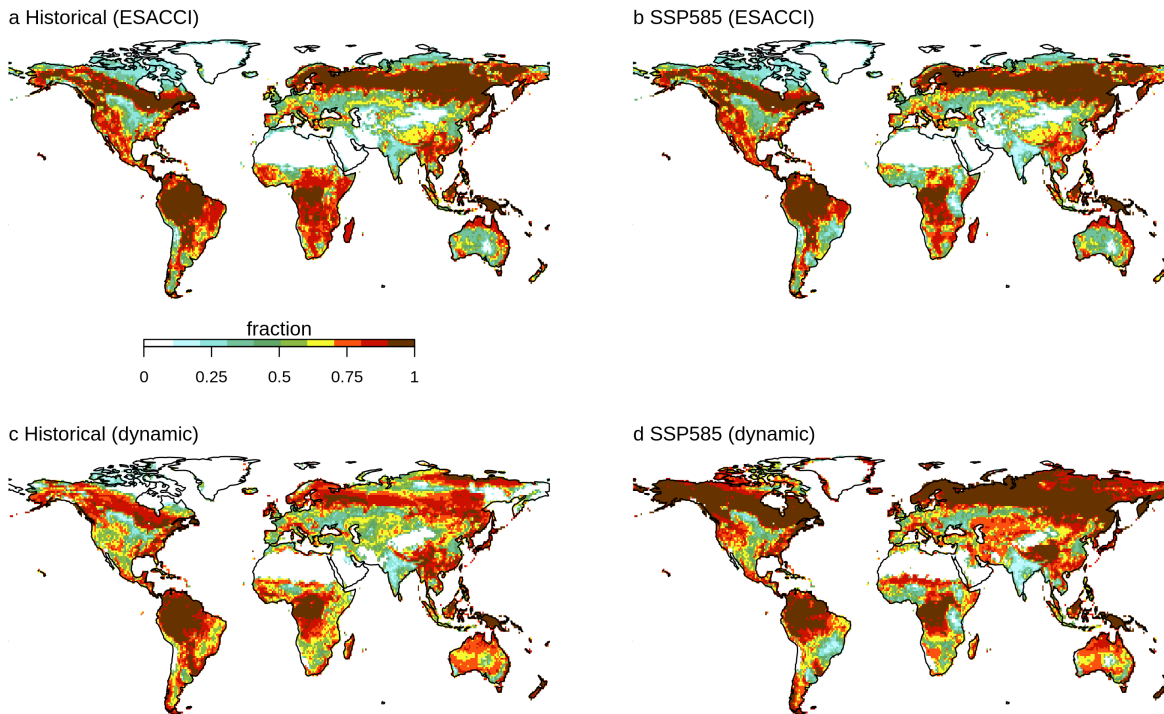 a Historical (ESACCI)
b SSP585 (ESACCI)
fraction
0 0.25 0.5 0.75 1
c Historical (dynamic)
d SSP585 (dynamic)